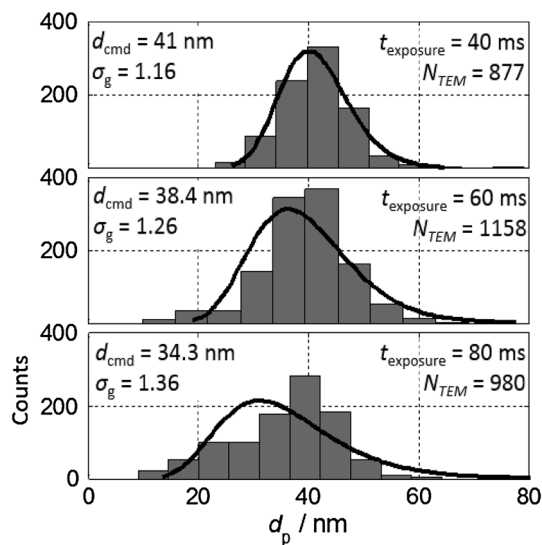 400
d_cmd = 41 nm
t_exposure = 40 ms
σ_g = 1.16
N_TEM = 877
200
400
d_cmd = 38.4 nm
t_exposure = 60 ms
σ_g = 1.26
N_TEM = 1158
200
400
d_cmd = 34.3 nm
t_exposure = 80 ms
σ_g = 1.36
N_TEM = 980
200
0
Counts
0 20 40 60 80
d_p / nm